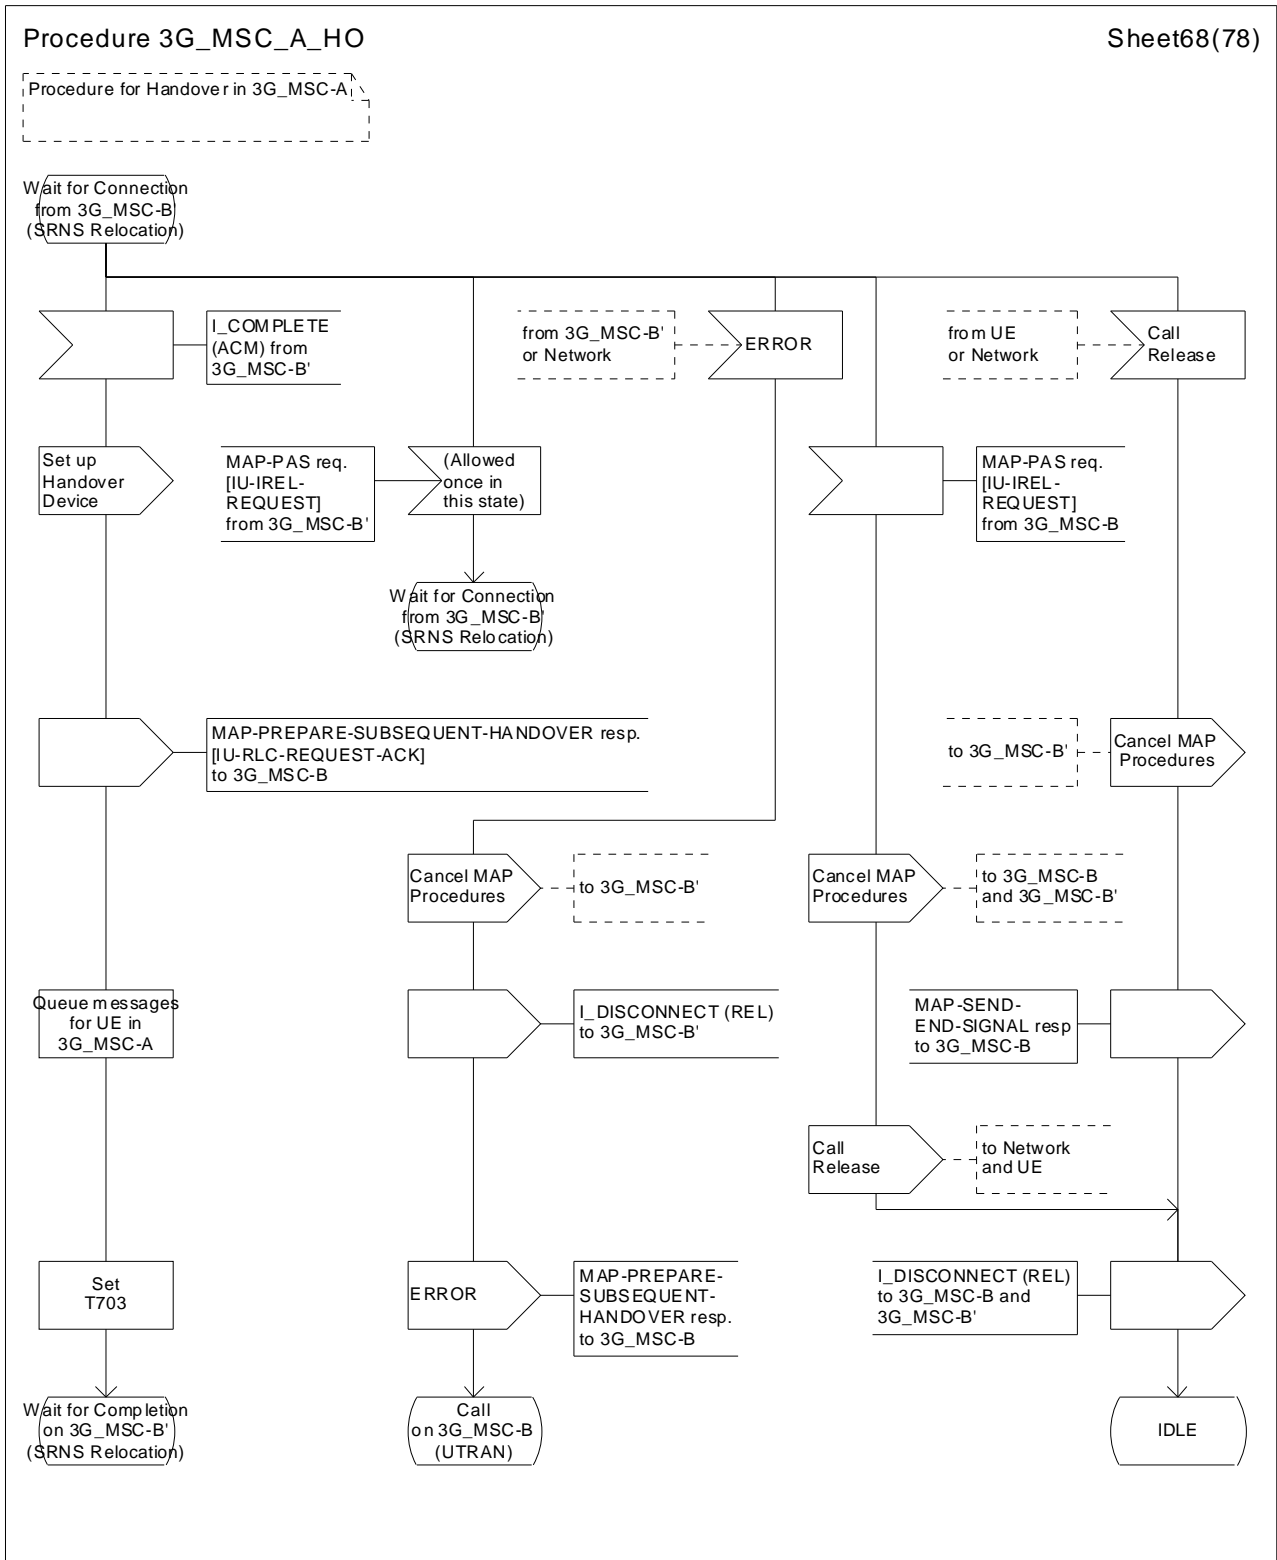 Procedure 3G_MSC_A_HO
Sheet68(78)
Procedure for Handover in 3G_MSC-A
Wait for Connection
from 3G_MSC-B'
(SRNS Relocation)
I_COMPLETE
(ACM) from
3G_MSC-B'
from 3G_MSC-B'
or Network
ERROR
from UE
or Network
Call
Release
Set up
Handover
Device
MAP-PAS req.
[IU-IREL-
REQUEST]
from 3G_MSC-B'
(Allowed
once in
this state)
MAP-PAS req.
[IU-IREL-
REQUEST]
from 3G_MSC-B
Wait for Connection
from 3G_MSC-B'
(SRNS Relocation)
MAP-PREPARE-SUBSEQUENT-HANDOVER resp.
[IU-RLC-REQUEST-ACK]
to 3G_MSC-B
to 3G_MSC-B'
Cancel MAP
Procedures
Cancel MAP
Procedures
to 3G_MSC-B'
Cancel MAP
Procedures
to 3G_MSC-B
and 3G_MSC-B'
Queue messages
for UE in
3G_MSC-A
I_DISCONNECT (REL)
to 3G_MSC-B'
MAP-SEND-
END-SIGNAL resp
to 3G_MSC-B
Call
Release
to Network
and UE
Set
T703
ERROR
MAP-PREPARE-
SUBSEQUENT-
HANDOVER resp.
to 3G_MSC-B
I_DISCONNECT (REL)
to 3G_MSC-B and
3G_MSC-B'
Wait for Completion
on 3G_MSC-B'
(SRNS Relocation)
Call
on 3G_MSC-B
(UTRAN)
IDLE